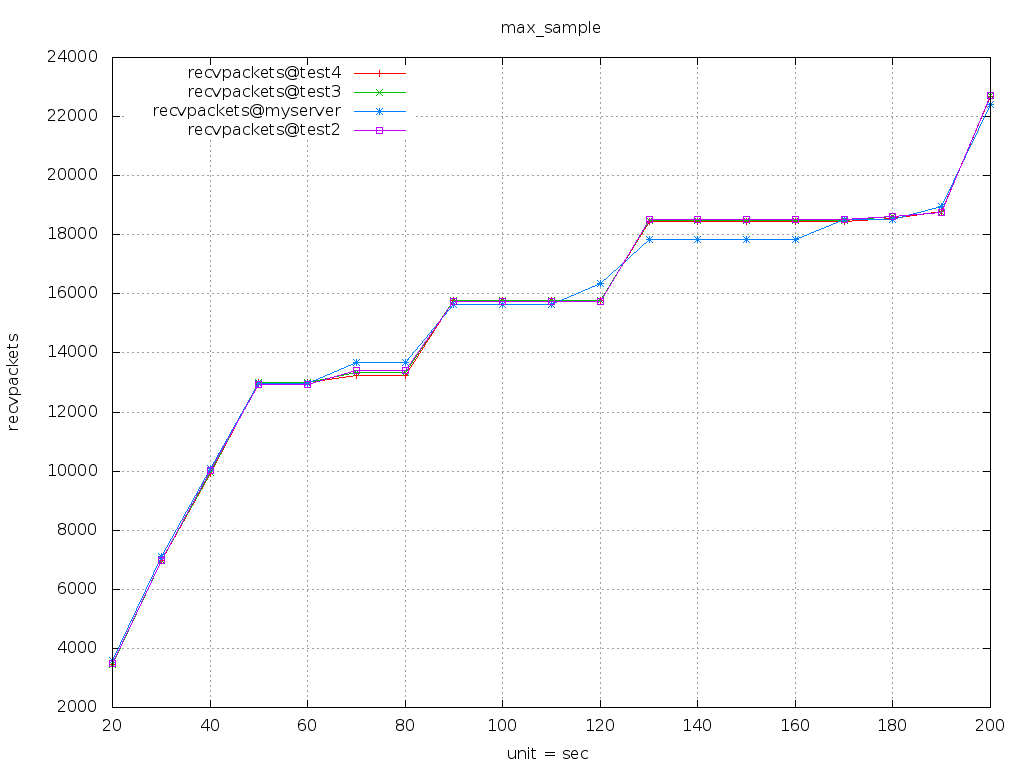 max_sample
24000
22000
20000
18000
16000
14000
12000
10000
8000
6000
4000
2000
recvpackets
recvpackets@test4
recvpackets@test3
recvpackets@myserver
recvpackets@test2
20 40 60 80 100 120 140 160 180 200
unit = sec